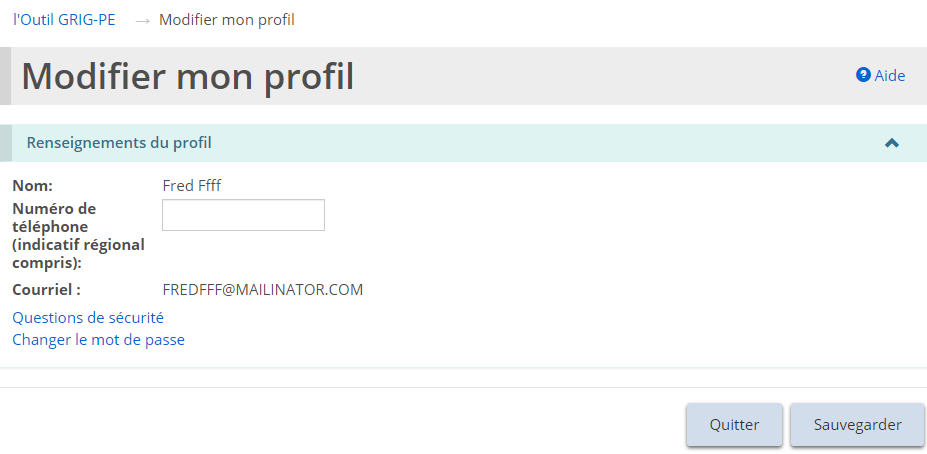 l'Outil GRIG-PE → Modifier mon profil
Modifier mon profil
Aide
Renseignements du profil
Nom: Fred Ffff
Numéro de
téléphone
(indicatif régional
compris):
Courriel : FREDFFF@MAILINATOR.COM
Questions de sécurité
Changer le mot de passe
Quitter Sauvegarder